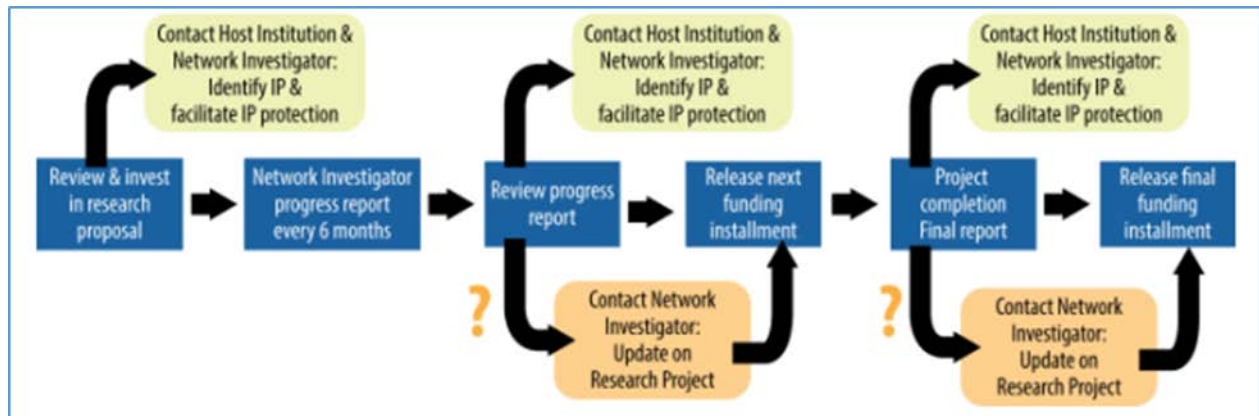 Contact Host Institution &
Network Investigator:
Identify IP &
facilitate IP protection
Contact Host Institution &
Network Investigator:
Identify IP &
facilitate IP protection
Contact Host Institution &
Network Investigator:
Identify IP &
facilitate IP protection
Review & invest
in research
proposal
Network Investigator
progress report
every 6 months
Review progress
report
Release next
funding
installment
Project
completion
Final report
Release final
funding
installment
?
Contact Network
Investigator:
Update on
Research Project
?
Contact Network
Investigator:
Update on
Research Project